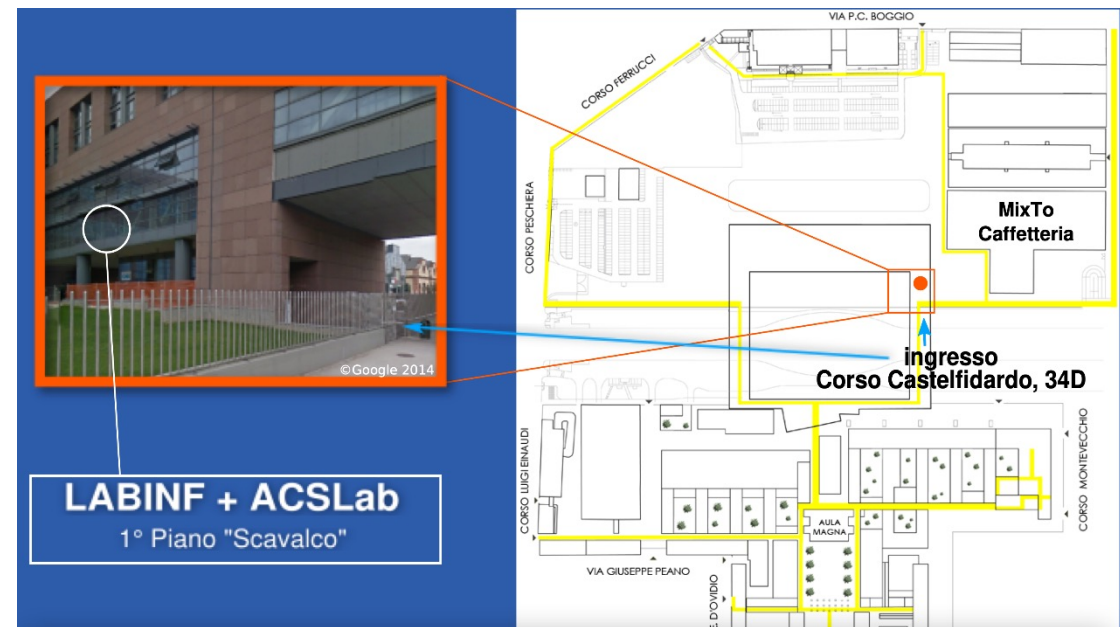 ©Google 2014
LABINF + ACSLab
1° Piano "Scavalco"
VIA P.C. BOGGIO
CORSO FERRUCCI
CORSO PESCHIERA
MixTo
Caffetteria
ingresso
Corso Castelfidardo, 34D
CORSO LUIGI EINAUDI
CORSO MONTEVECCHIO
AULA
MAGNA
VIA GIUSEPPE PEANO
D'OVIDIO